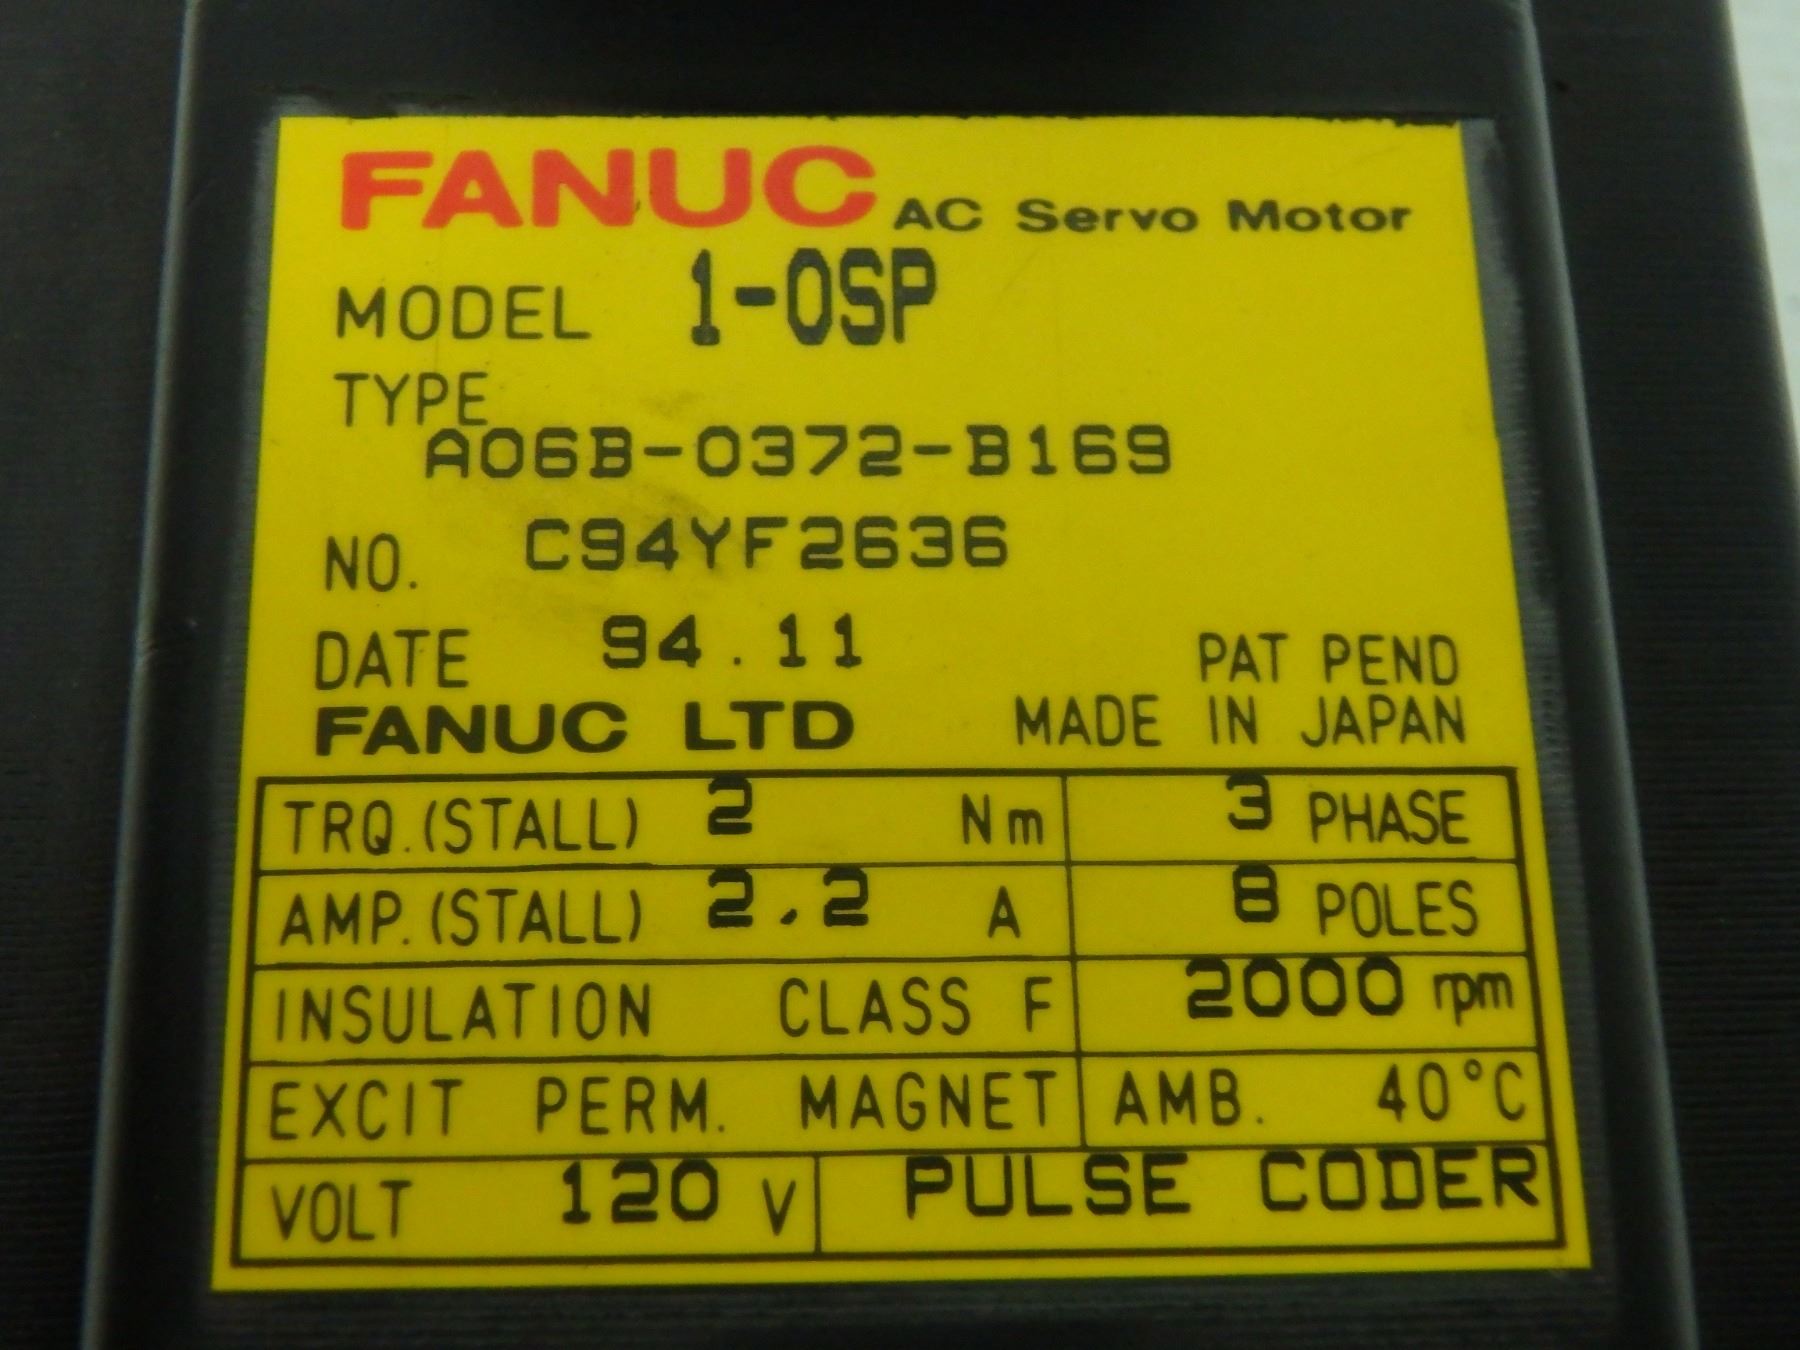 FANUC AC Servo Motor
MODEL 1-0SP
TYPE
A06B-0372-B169
NO. C94YF2636
DATE 94.11
PAT PEND
FANUC LTD MADE IN JAPAN
TRQ.(STALL) 2 Nm 3 PHASE
AMP.(STALL) 2.2 A 8 POLES
INSULATION CLASS F 2000 rpm
EXCIT PERM. MAGNET AMB. 40°C
VOLT 120 V PULSE CODER